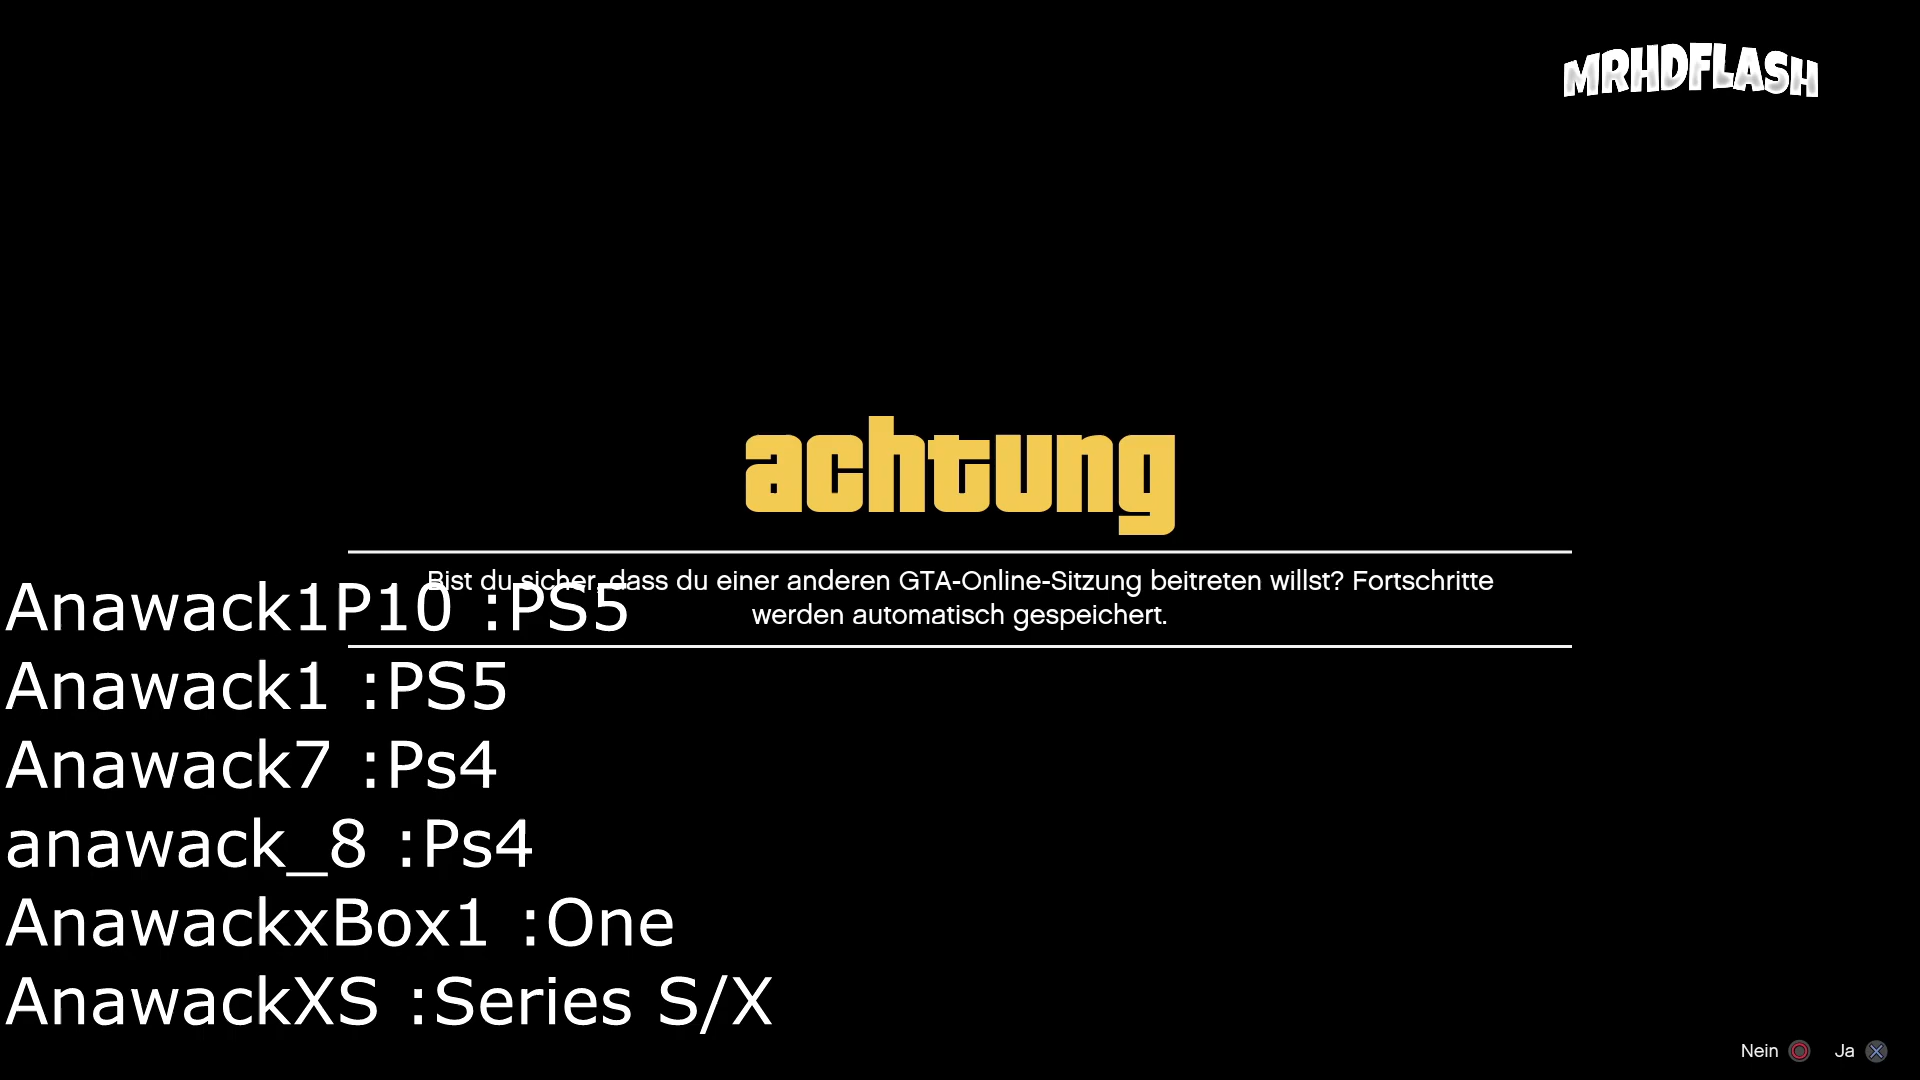 MRHDFLASH
achtung
Bist du sicher, dass du einer anderen GTA-Online-Sitzung beitreten willst? Fortschritte
werden automatisch gespeichert.
Anawack1P10 :PS5
Anawack1 :PS5
Anawack7 :Ps4
anawack_8 :Ps4
AnawackxBox1 :One
AnawackXS :Series S/X
Nein Ja